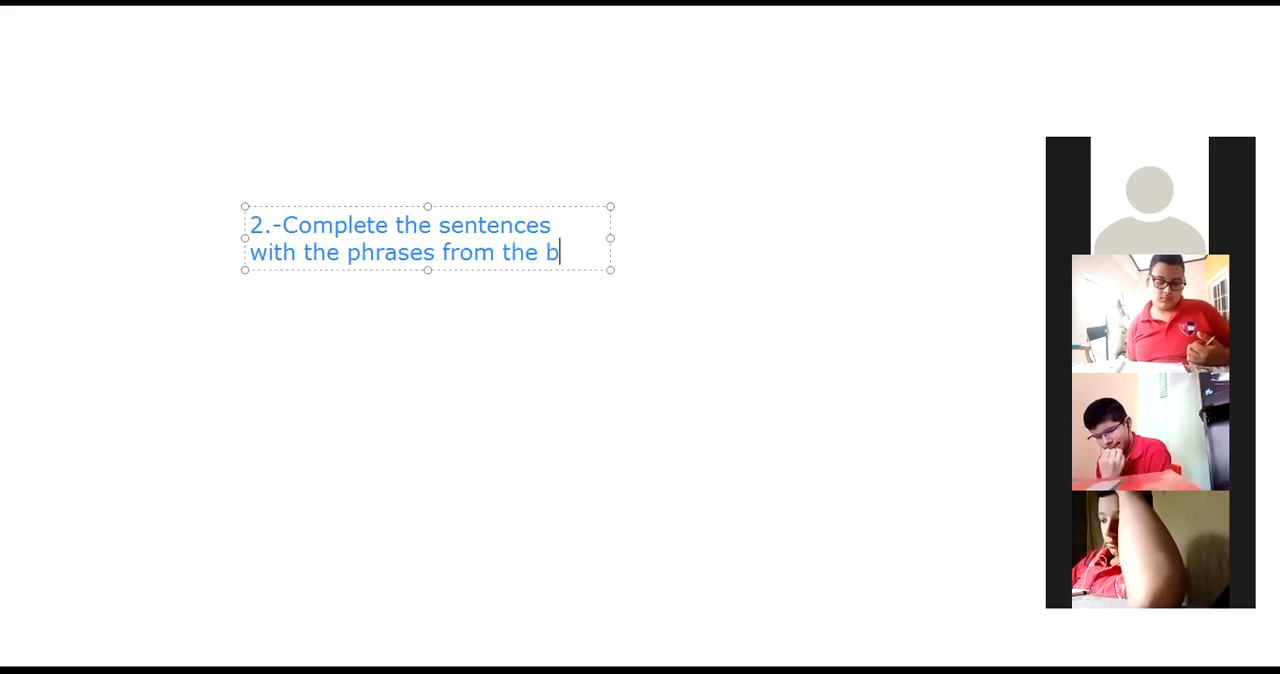 2.-Complete the sentences
with the phrases from the b